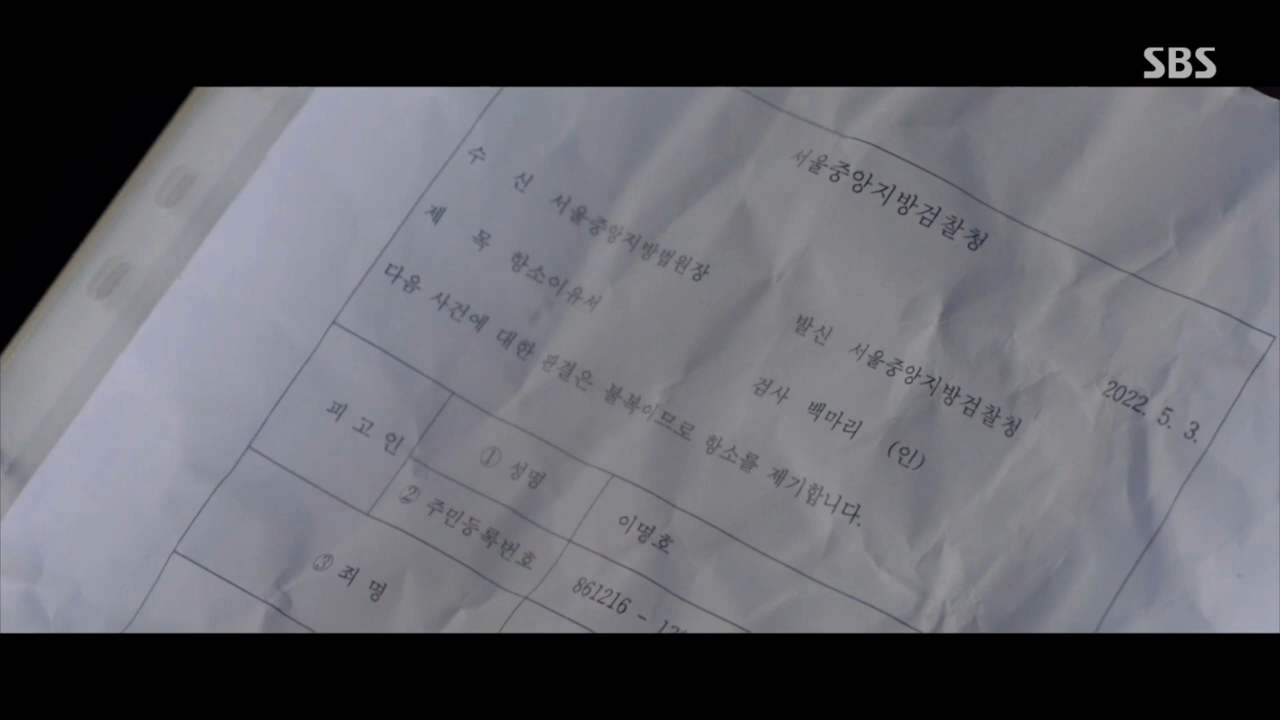 SBS
서울중앙지방검찰청
2022. 5. 3.
수 신 서울중앙지방법원장
발신 서울중앙지방검찰청
제 목 항소이유서
검사 백마리 (인)
다음 사건에 대한 판결은 불복이므로 항소를 제기합니다.
피고인
① 성명
이명호
② 주민등록번호
861216 -
③ 죄 명